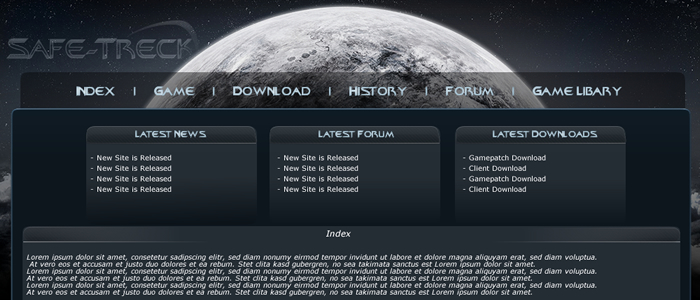 SAFE-TRECK
INDEX | GAME | DOWNLOAD | HISTORY | FORUM | GAME LIBARY
LATEST NEWS
- New Site is Released
- New Site is Released
- New Site is Released
- New Site is Released
LATEST FORUM
- New Site is Released
- New Site is Released
- New Site is Released
- New Site is Released
LATEST DOWNLOADS
- Gamepatch Download
- Client Download
- Gamepatch Download
- Client Download
Index
Lorem ipsum dolor sit amet, consetetur sadipscing elitr, sed diam nonumy eirmod tempor invidunt ut labore et dolore magna aliquyam erat, sed diam voluptua.
At vero eos et accusam et justo duo dolores et ea rebum. Stet clita kasd gubergren, no sea takimata sanctus est Lorem ipsum dolor sit amet.
Lorem ipsum dolor sit amet, consetetur sadipscing elitr, sed diam nonumy eirmod tempor invidunt ut labore et dolore magna aliquyam erat, sed diam voluptua.
At vero eos et accusam et justo duo dolores et ea rebum. Stet clita kasd gubergren, no sea takimata sanctus est Lorem ipsum dolor sit amet.
Lorem ipsum dolor sit amet, consetetur sadipscing elitr, sed diam nonumy eirmod tempor invidunt ut labore et dolore magna aliquyam erat, sed diam voluptua.
At vero eos et accusam et justo duo dolores et ea rebum. Stet clita kasd gubergren, no sea takimata sanctus est Lorem ipsum dolor sit amet.